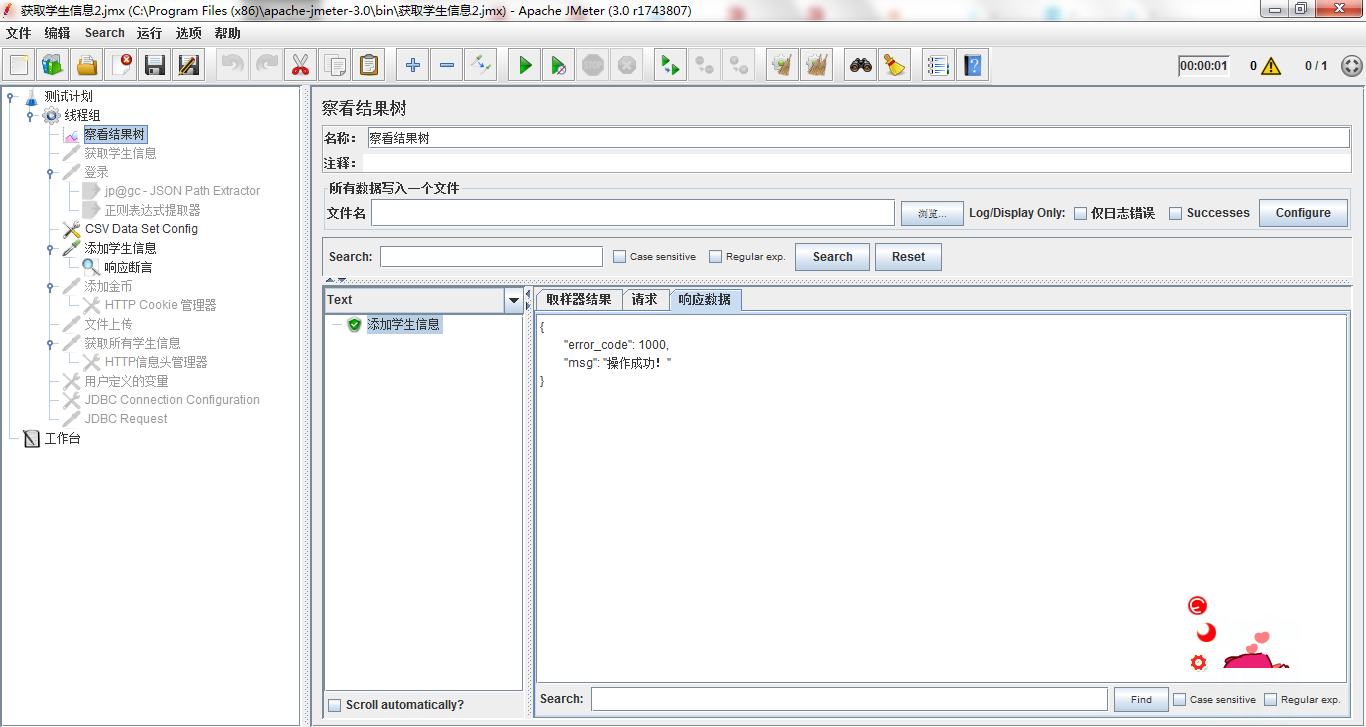 获取学生信息2.jmx (C:\Program Files (x86)\apache-jmeter-3.0\bin\获取学生信息2.jmx) - Apache JMeter (3.0 r1743807)
文件 编辑 Search 运行 选项 帮助
00:00:01 0 0 / 1
测试计划
线程组
察看结果树
获取学生信息
登录
jp@gc - JSON Path Extractor
正则表达式提取器
CSV Data Set Config
添加学生信息
响应断言
添加金币
HTTP Cookie 管理器
文件上传
获取所有学生信息
HTTP信息头管理器
用户定义的变量
JDBC Connection Configuration
JDBC Request
工作台
察看结果树
名称： 察看结果树
注释：
所有数据写入一个文件
文件名 浏览... Log/Display Only: 仅日志错误 Successes Configure
Search: Case sensitive Regular exp. Search Reset
Text
添加学生信息
Scroll automatically?
取样器结果 请求 响应数据
{
"error_code": 1000,
"msg": "操作成功！"
}
Search: Find Case sensitive Regular exp.